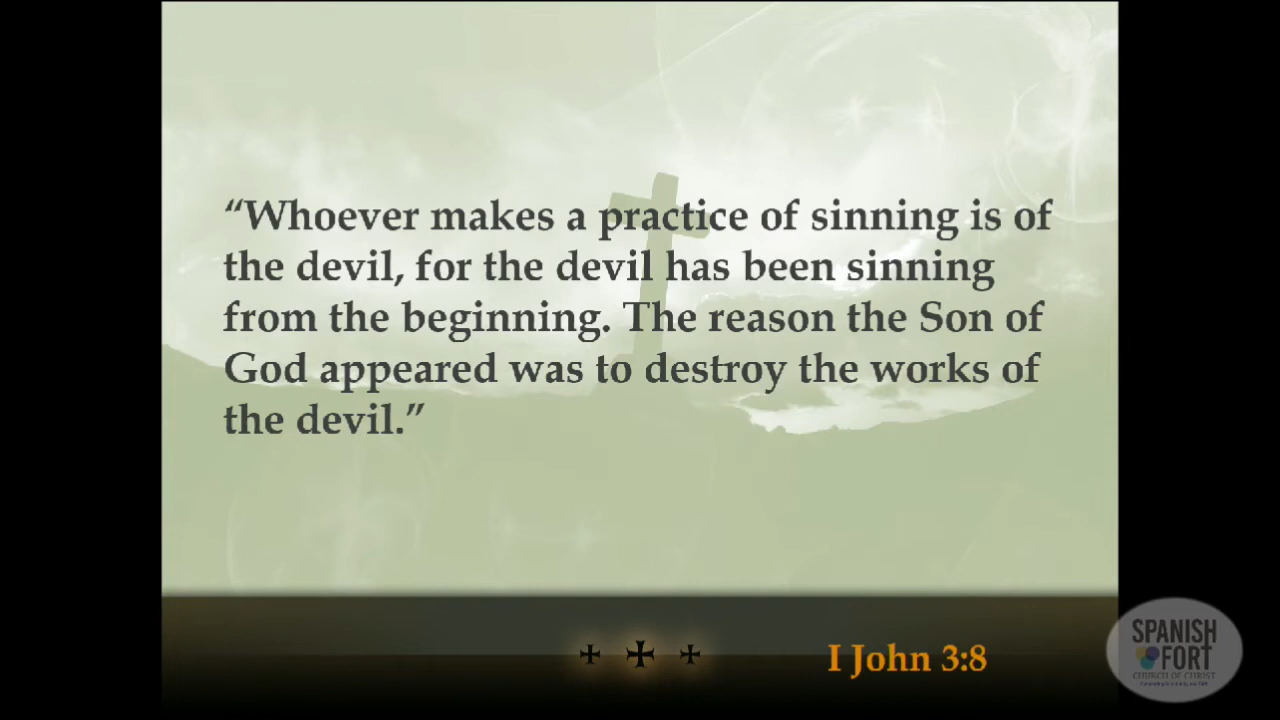 “Whoever makes a practice of sinning is of
the devil, for the devil has been sinning
from the beginning. The reason the Son of
God appeared was to destroy the works of
the devil.”
I John 3:8
SPANISH
FORT
CHURCH OF CHRIST